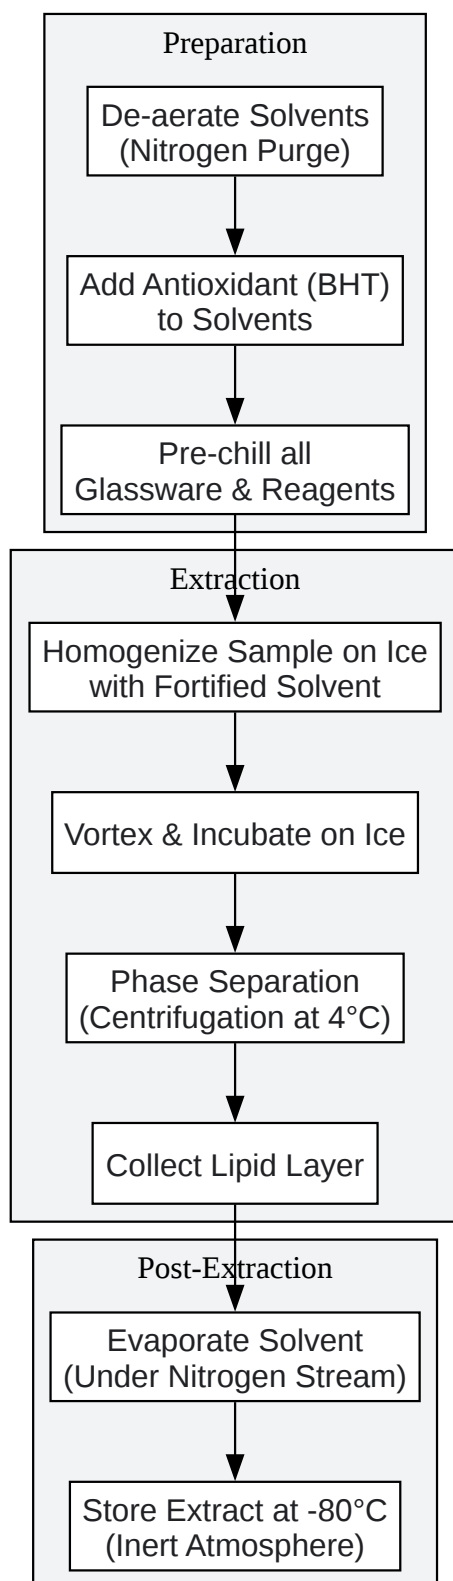 Preparation
De-aerate Solvents
(Nitrogen Purge)
Add Antioxidant (BHT)
to Solvents
Pre-chill all
Glassware & Reagents
Extraction
Homogenize Sample on Ice
with Fortified Solvent
Vortex & Incubate on Ice
Phase Separation
(Centrifugation at 4°C)
Collect Lipid Layer
Post-Extraction
Evaporate Solvent
(Under Nitrogen Stream)
Store Extract at -80°C
(Inert Atmosphere)